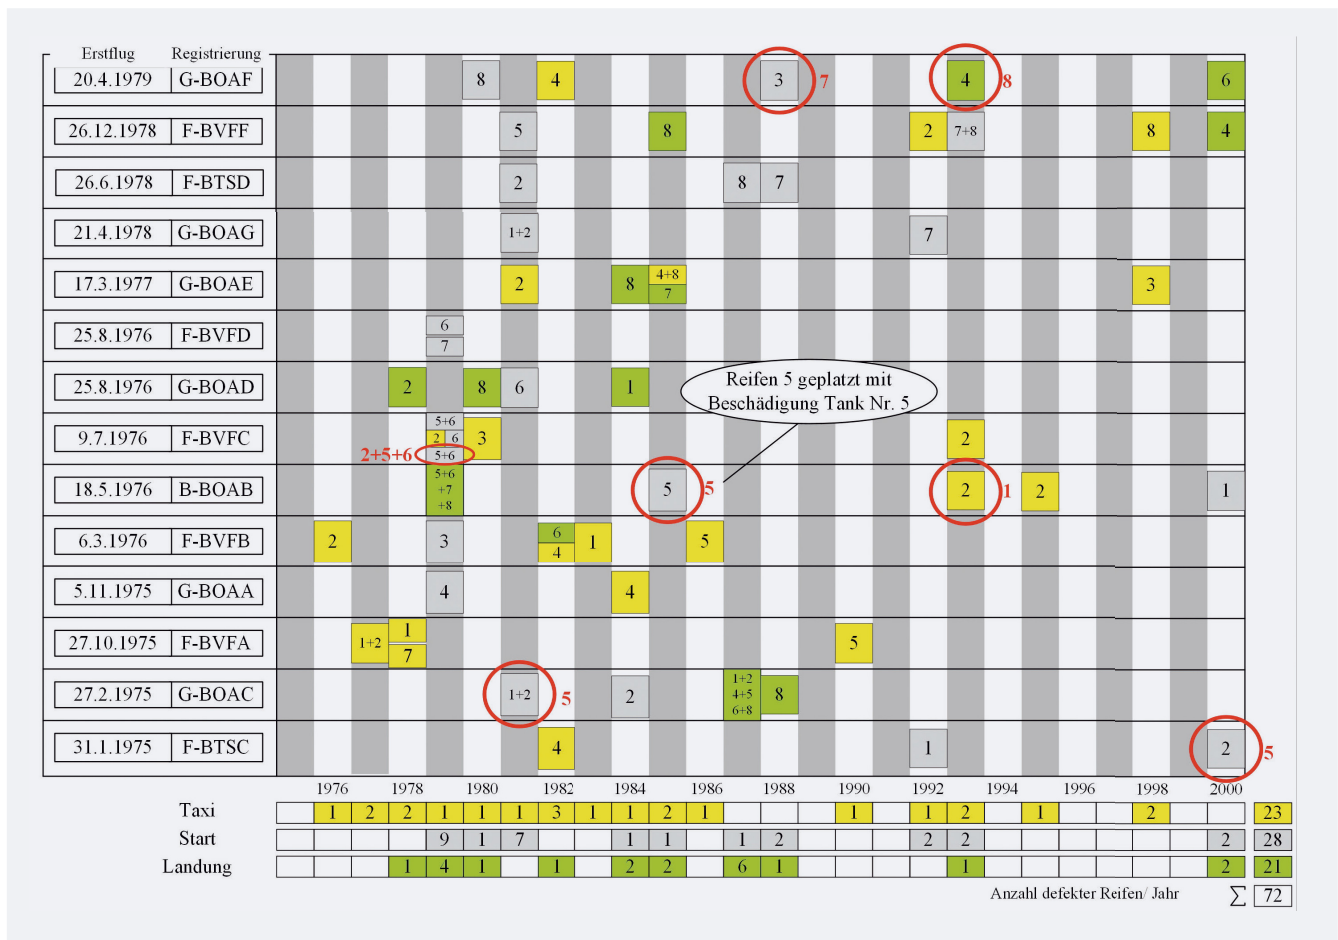 Erstflug Registrierung
20.4.1979 G-BOAF 8 4 3 7 4 8 6
26.12.1978 F-BVFF 5 8 2 7+8 8 4
26.6.1978 F-BTSD 2 8 7
21.4.1978 G-BOAG 1+2 7
17.3.1977 G-BOAE 2 8 4+8 3
7
25.8.1976 F-BVFD 6
7
25.8.1976 G-BOAD 2 8 6 1
Reifen 5 geplatzt mit
Beschädigung Tank Nr. 5
9.7.1976 F-BVFC 5+6 3 2
2 6
2+5+6 5+6
18.5.1976 B-BOAB 5+6 5 5 2 1 2 1
+7
+8
6.3.1976 F-BVFB 2 3 6 1 5
4
5.11.1975 G-BOAA 4 4
27.10.1975 F-BVFA 1+2 1 5
7
27.2.1975 G-BOAC 1+2 5 2 1+2 8
4+5
6+8
31.1.1975 F-BTSC 4 1 2 5
1976 1978 1980 1982 1984 1986 1988 1990 1992 1994 1996 1998 2000
Taxi 1 2 2 1 1 1 3 1 1 2 1 1 1 2 1 2 23
Start 9 1 7 1 1 1 2 2 2 2 28
Landung 1 4 1 1 2 2 6 1 1 2 21
Anzahl defekter Reifen/ Jahr ∑ 72